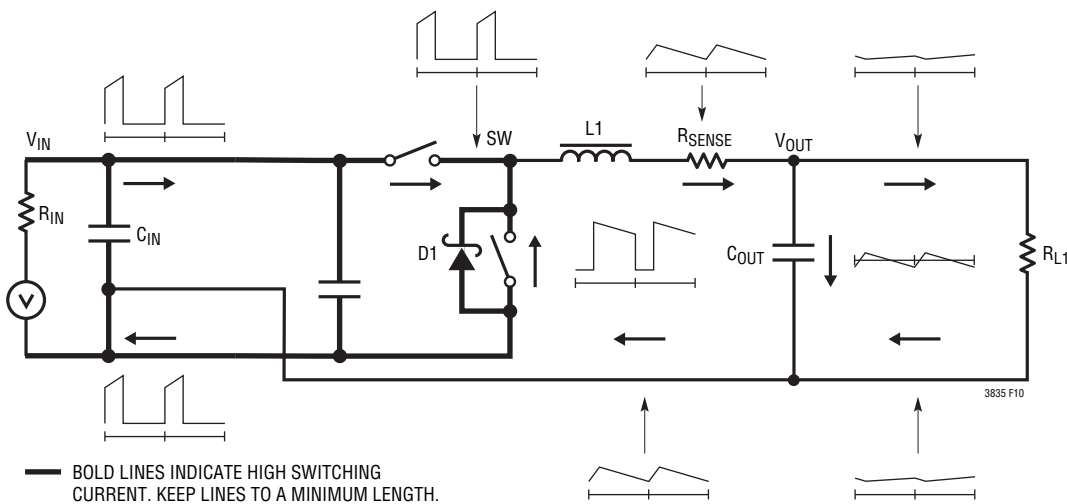 VIN
SW
L1
RSENSE
VOUT
RIN
CIN
D1
COUT
RL1
V
3835 F10
BOLD LINES INDICATE HIGH SWITCHING
CURRENT. KEEP LINES TO A MINIMUM LENGTH.